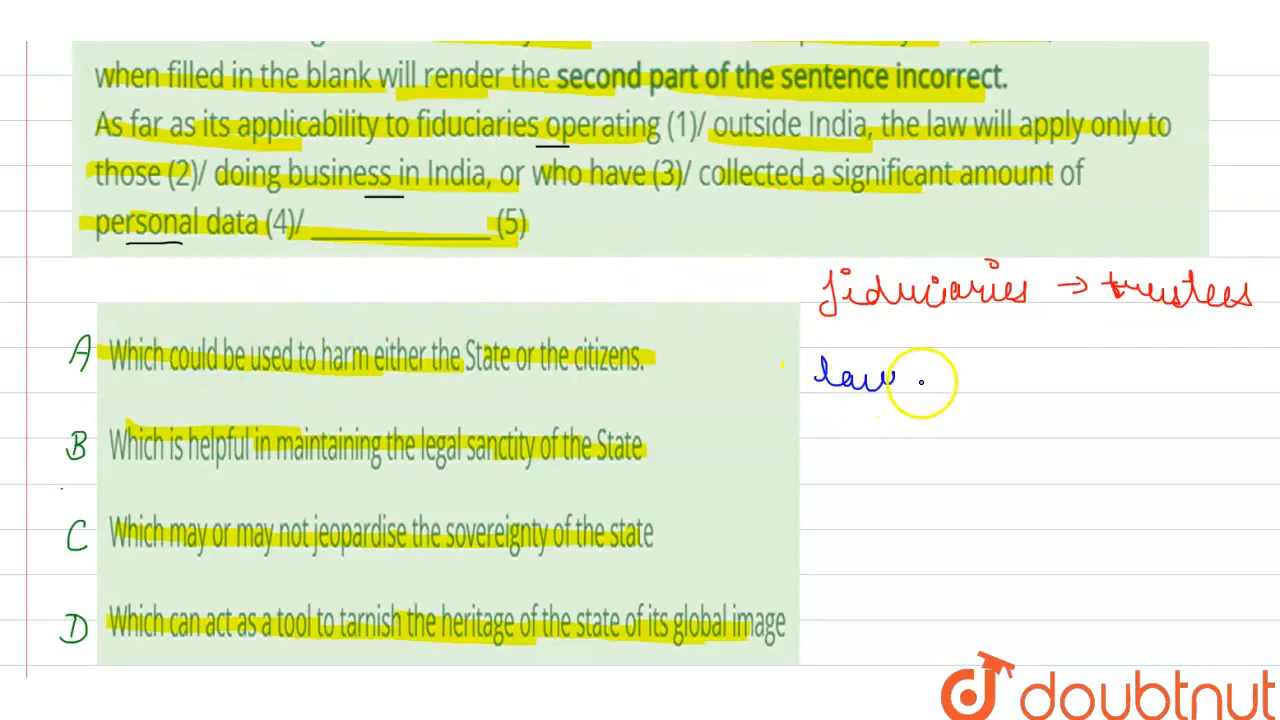 when filled in the blank will render the second part of the sentence incorrect.
As far as its applicability to fiduciaries operating (1)/ outside India, the law will apply only to
those (2)/ doing business in India, or who have (3)/ collected a significant amount of
personal data (4)/ ________________ (5)
fiduciaries → trustees
A Which could be used to harm either the State or the citizens.
law
B Which is helpful in maintaining the legal sanctity of the State
C Which may or may not jeopardise the sovereignty of the state
D Which can act as a tool to tarnish the heritage of the state of its global image
doubtnut